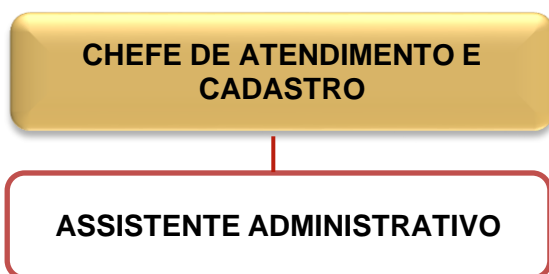 CHEFE DE ATENDIMENTO E
CADASTRO
ASSISTENTE ADMINISTRATIVO